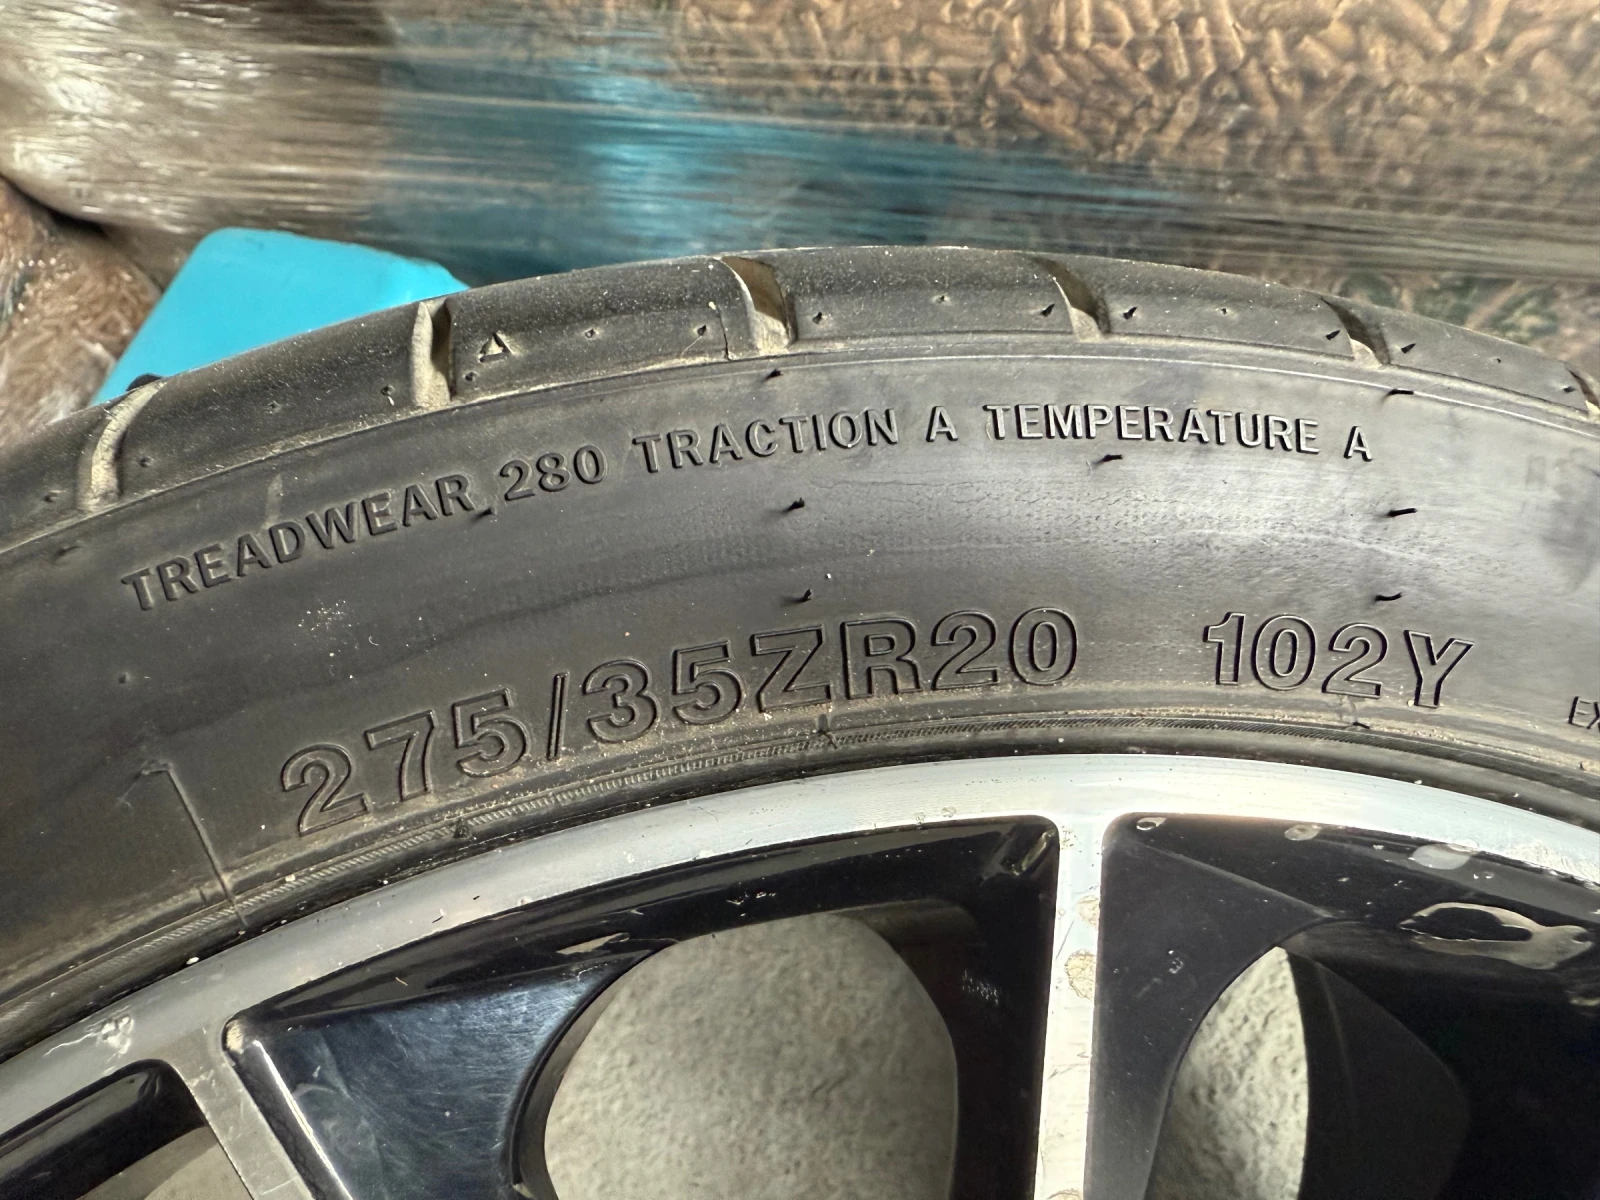 TREADWEAR 280 TRACTION A TEMPERATURE A
275/35ZR20 102Y